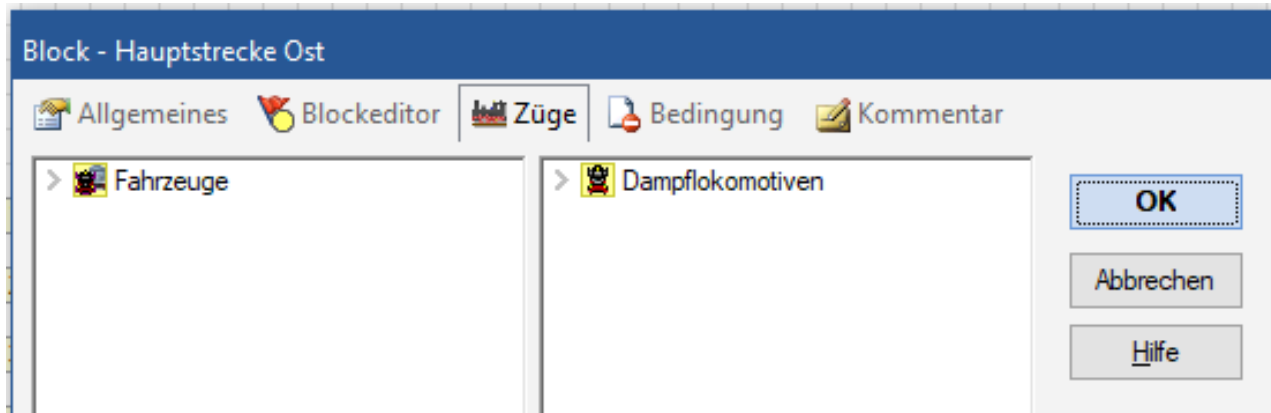 Block - Hauptstrecke Ost
Allgemeines Blockeditor Züge Bedingung Kommentar
Fahrzeuge Dampflokomotiven
OK
Abbrechen
Hilfe